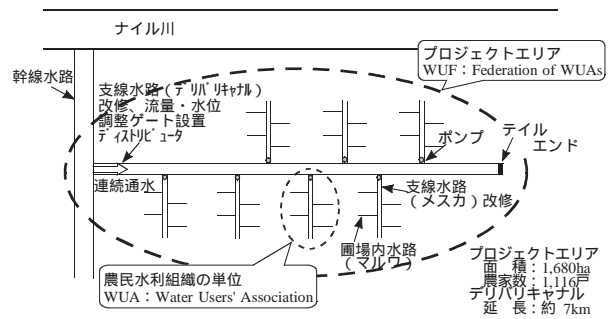 ナイル川
プロジェクトエリア
WUF：Federation of WUAs
幹線水路
支線水路（デリバリキャナル）
改修、流量・水位
調整ゲート設置
ディストリビュータ
ポンプ
テイル
エンド
連続通水
支線水路
（メスカ）改修
圃場内水路
（マルワ）
農民水利組織の単位
WUA：Water Users' Association
プロジェクトエリア
面　積：1,680ha
農家数：1,116戸
デリバリキャナル
延　長：約 7km